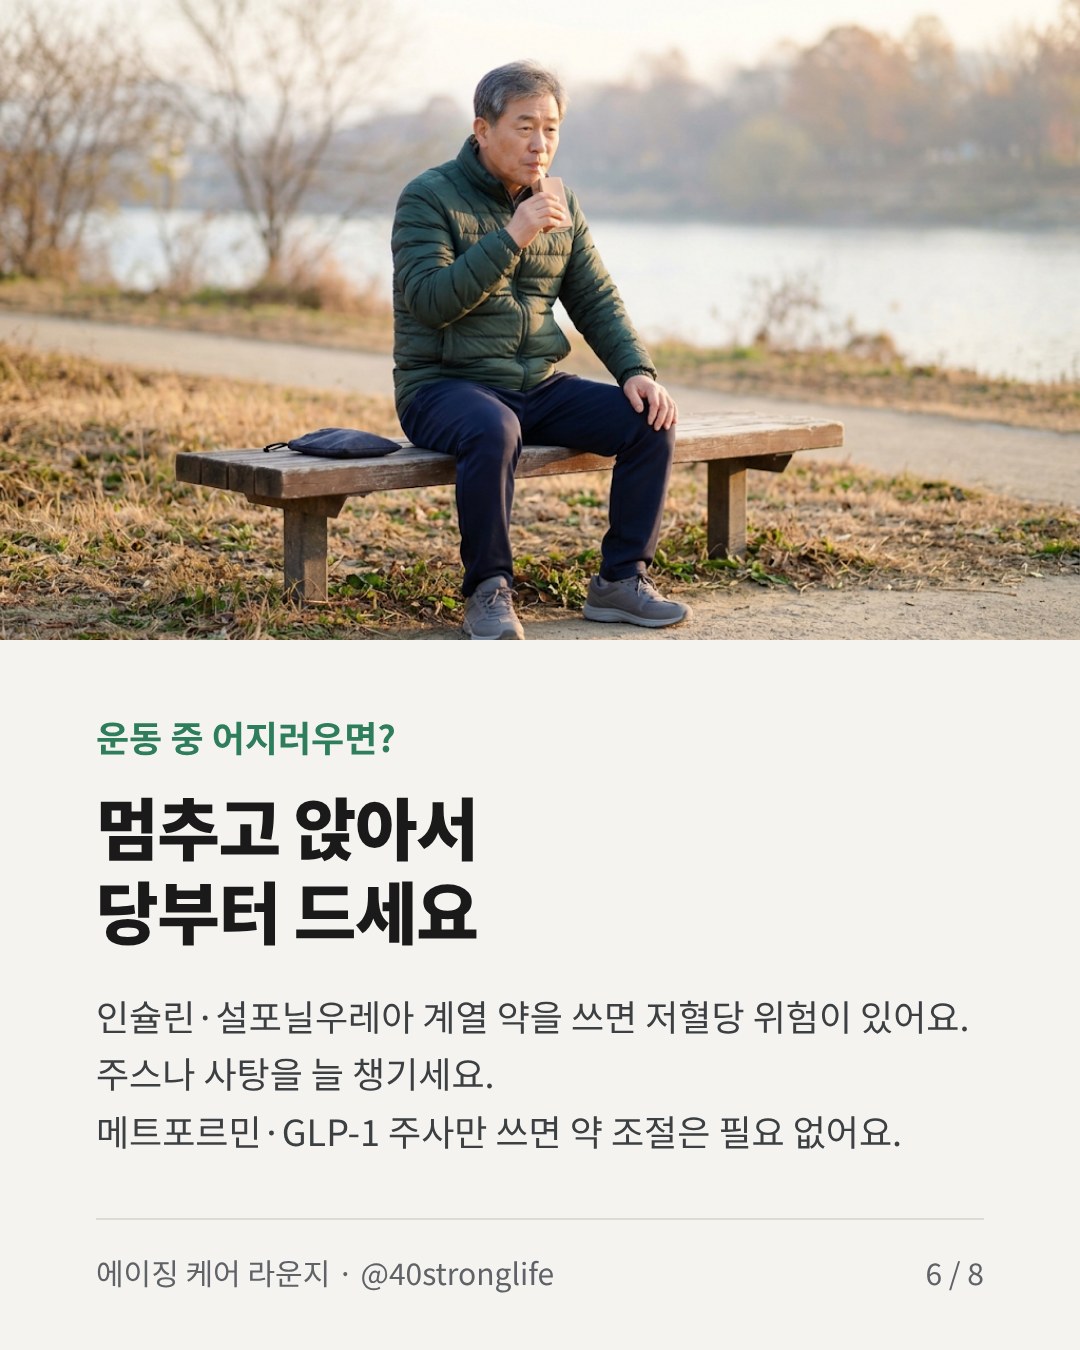 운동 중 어지러우면?
멈추고 앉아서
당부터 드세요
인슐린·설포닐우레아 계열 약을 쓰면 저혈당 위험이 있어요.
주스나 사탕을 늘 챙기세요.
메트포르민·GLP-1 주사만 쓰면 약 조절은 필요 없어요.
에이징 케어 라운지 · @40stronglife
6 / 8